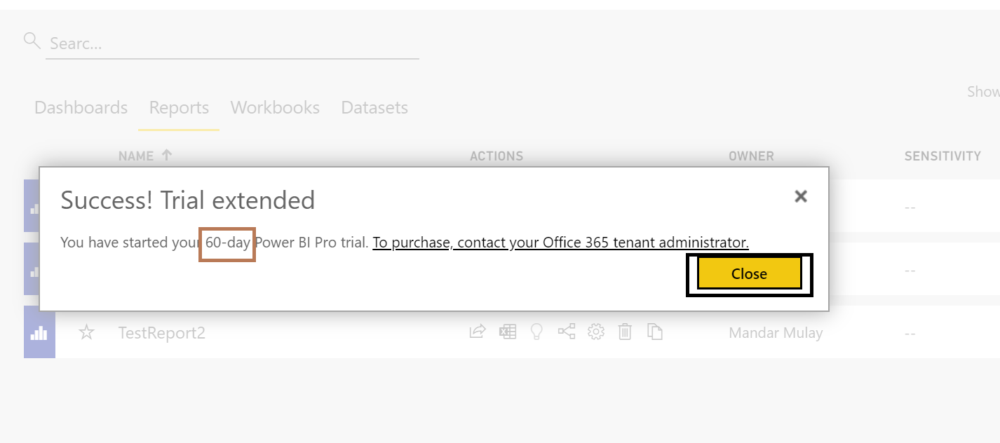 Searc...
Show
Dashboards Reports Workbooks Datasets
NAME ACTIONS OWNER SENSITIVITY
Success! Trial extended
--
You have started your 60-day Power BI Pro trial. To purchase, contact your Office 365 tenant administrator.
--
Close
TestReport2 Mandar Mulay --